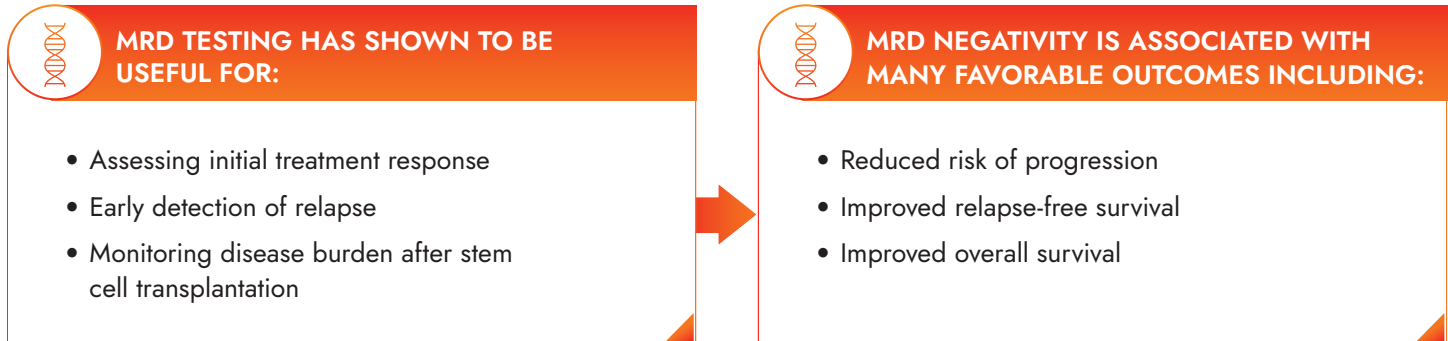 MRD TESTING HAS SHOWN TO BE
USEFUL FOR:
• Assessing initial treatment response
• Early detection of relapse
• Monitoring disease burden after stem
cell transplantation
MRD NEGATIVITY IS ASSOCIATED WITH
MANY FAVORABLE OUTCOMES INCLUDING:
• Reduced risk of progression
• Improved relapse-free survival
• Improved overall survival